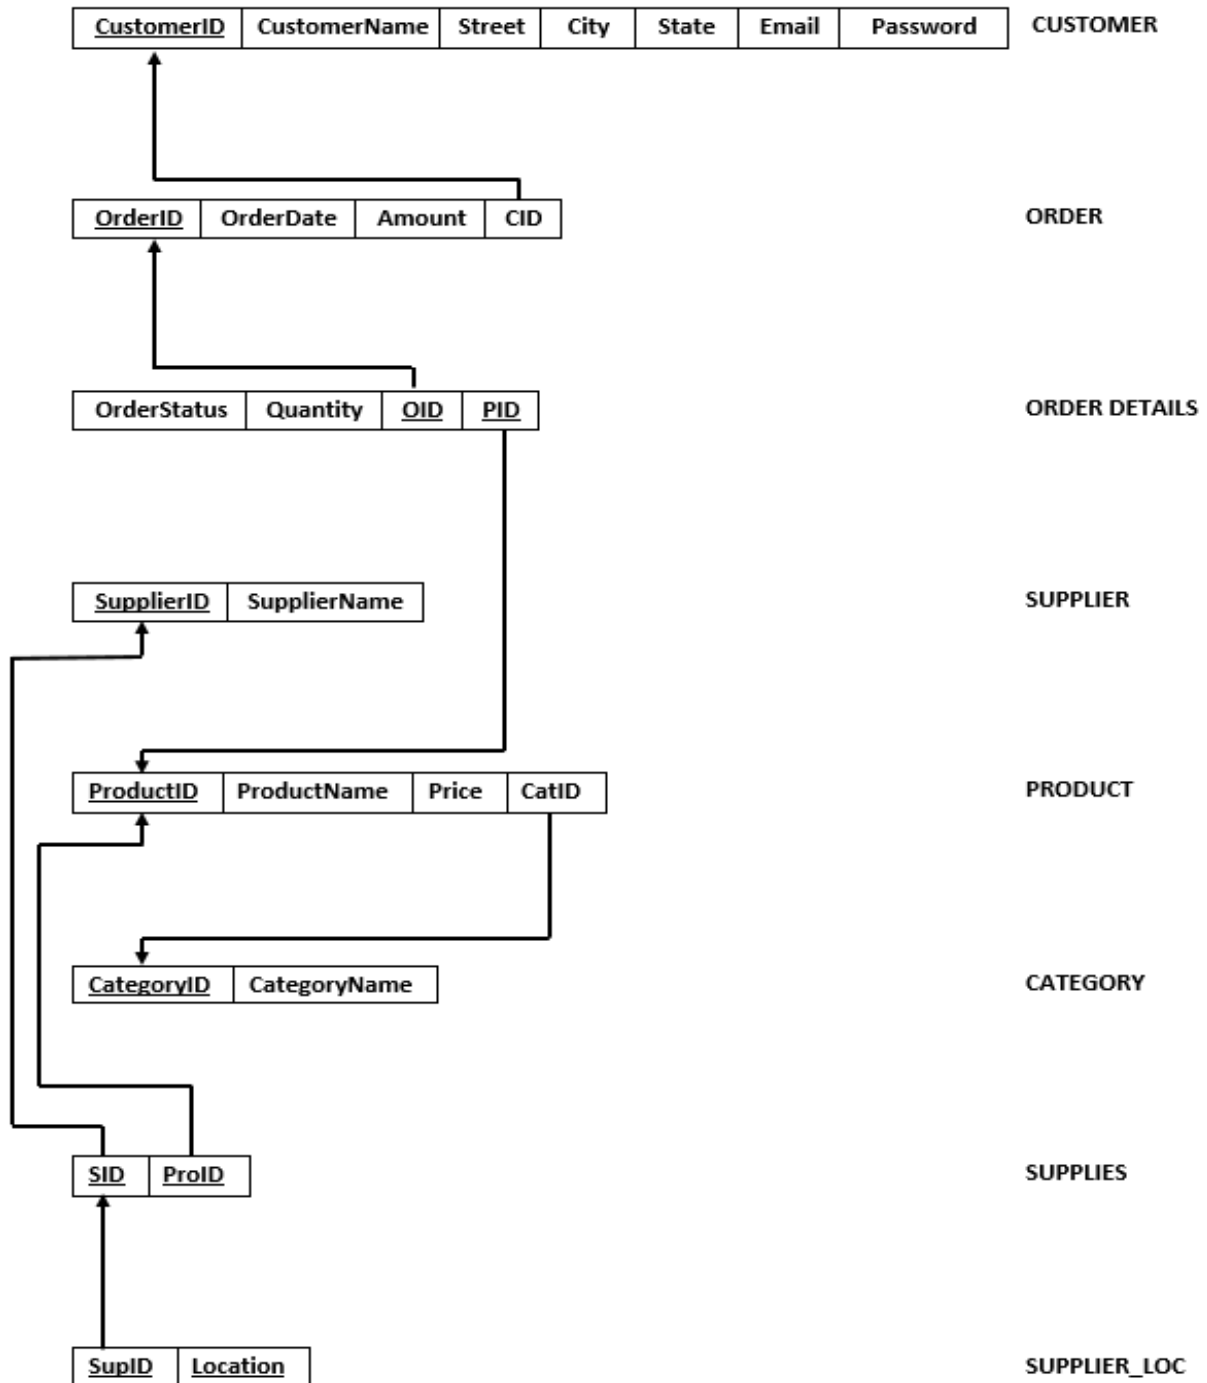 CustomerID CustomerName Street City State Email Password CUSTOMER
OrderID OrderDate Amount CID ORDER
OrderStatus Quantity OID PID ORDER DETAILS
SupplierID SupplierName SUPPLIER
ProductID ProductName Price CatID PRODUCT
CategoryID CategoryName CATEGORY
SID ProID SUPPLIES
SupID Location SUPPLIER_LOC